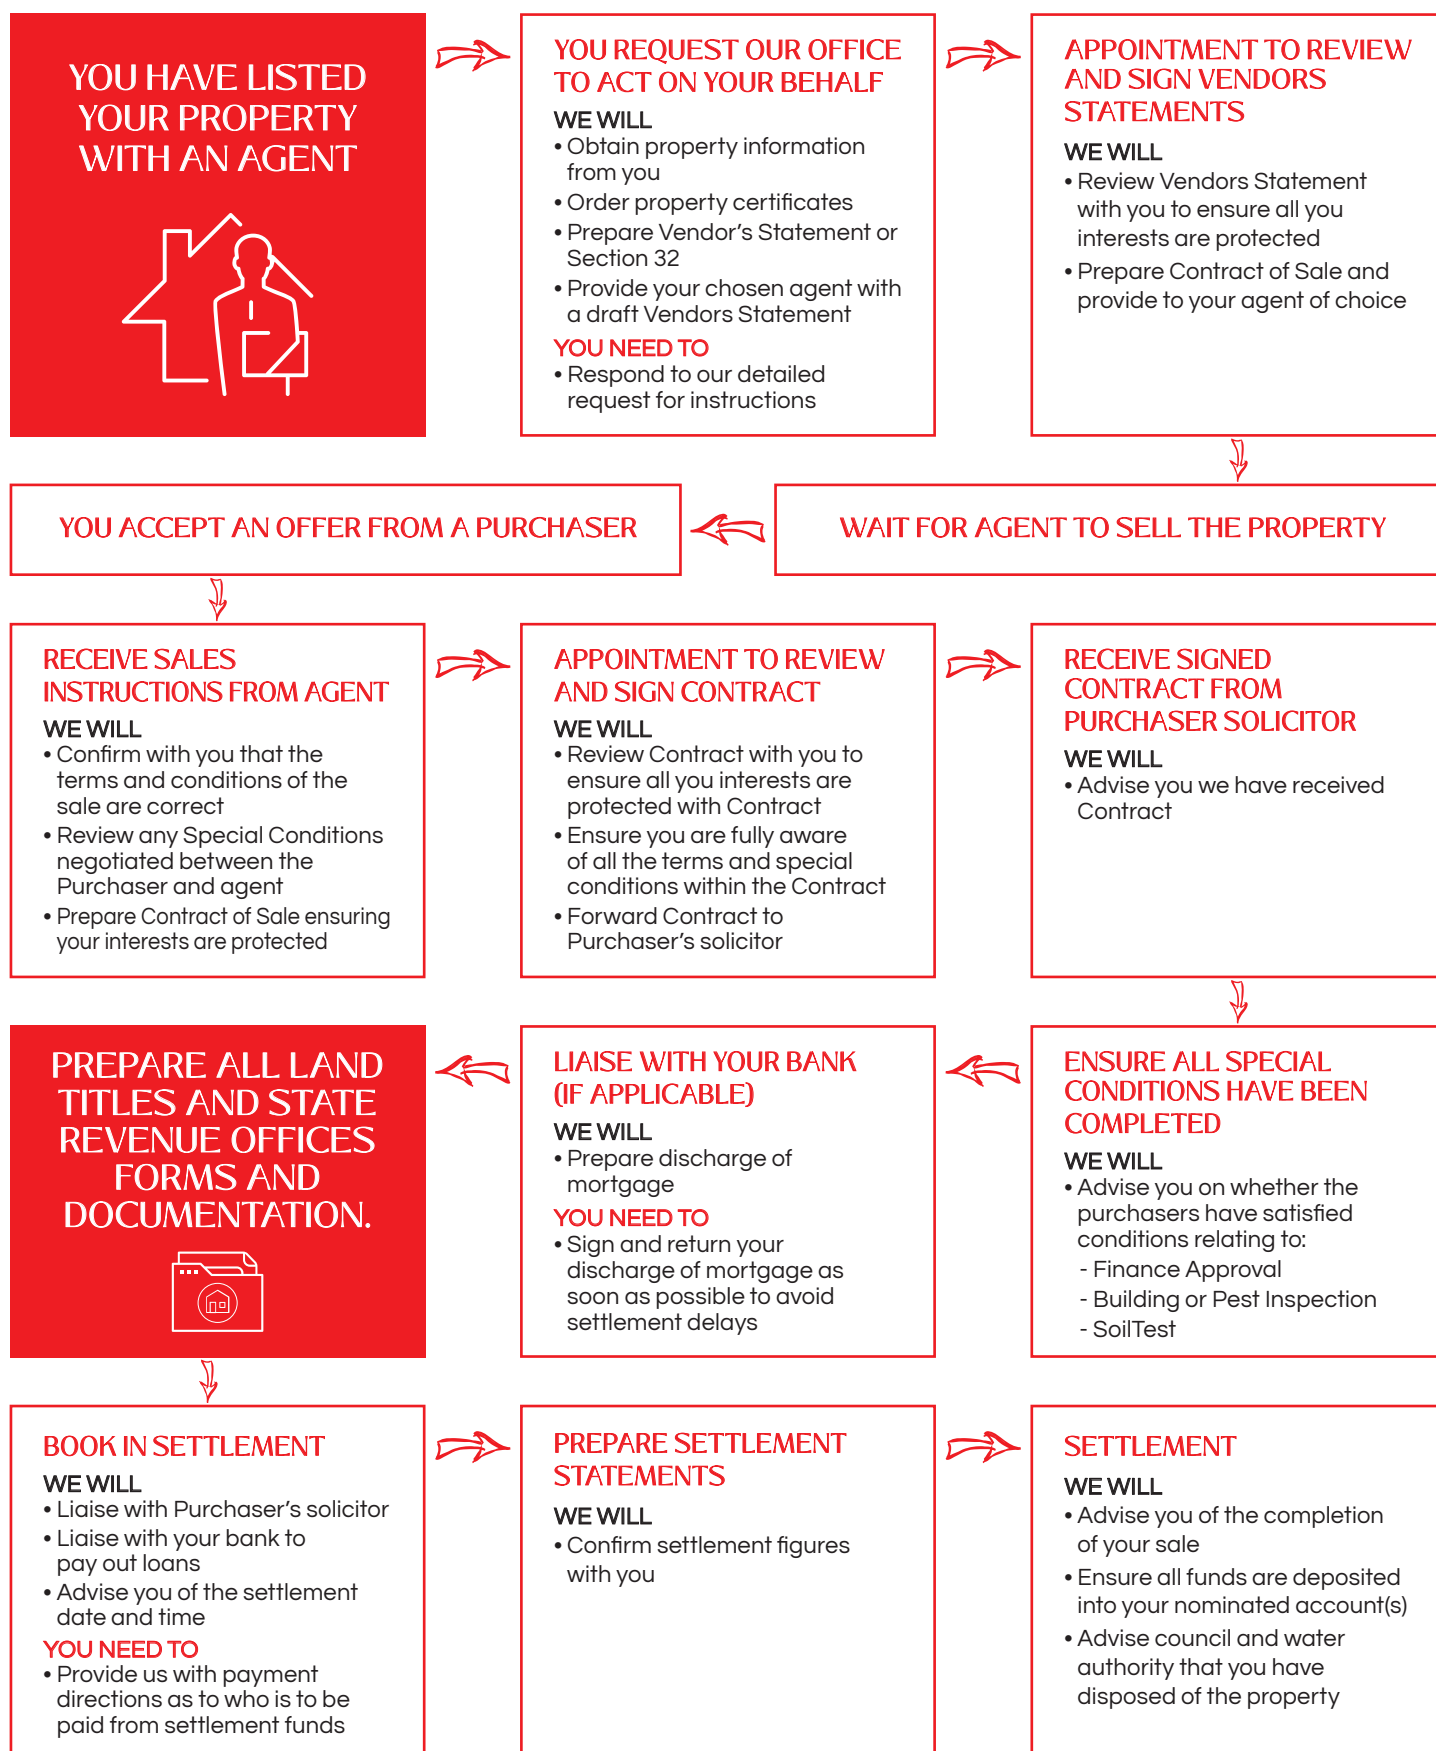 YOU HAVE LISTED
YOUR PROPERTY
WITH AN AGENT
YOU REQUEST OUR OFFICE
TO ACT ON YOUR BEHALF
WE WILL
• Obtain property information
from you
• Order property certificates
• Prepare Vendor's Statement or
Section 32
• Provide your chosen agent with
a draft Vendors Statement
YOU NEED TO
• Respond to our detailed
request for instructions
APPOINTMENT TO REVIEW
AND SIGN VENDORS
STATEMENTS
WE WILL
• Review Vendors Statement
with you to ensure all you
interests are protected
• Prepare Contract of Sale and
provide to your agent of choice
WAIT FOR AGENT TO SELL THE PROPERTY
YOU ACCEPT AN OFFER FROM A PURCHASER
RECEIVE SALES
INSTRUCTIONS FROM AGENT
WE WILL
• Confirm with you that the
terms and conditions of the
sale are correct
• Review any Special Conditions
negotiated between the
Purchaser and agent
• Prepare Contract of Sale ensuring
your interests are protected
APPOINTMENT TO REVIEW
AND SIGN CONTRACT
WE WILL
• Review Contract with you to
ensure all you interests are
protected with Contract
• Ensure you are fully aware
of all the terms and special
conditions within the Contract
• Forward Contract to
Purchaser's solicitor
RECEIVE SIGNED
CONTRACT FROM
PURCHASER SOLICITOR
WE WILL
• Advise you we have received
Contract
ENSURE ALL SPECIAL
CONDITIONS HAVE BEEN
COMPLETED
WE WILL
• Advise you on whether the
purchasers have satisfied
conditions relating to:
- Finance Approval
- Building or Pest Inspection
- SoilTest
LIAISE WITH YOUR BANK
(IF APPLICABLE)
WE WILL
• Prepare discharge of
mortgage
YOU NEED TO
• Sign and return your
discharge of mortgage as
soon as possible to avoid
settlement delays
PREPARE ALL LAND
TITLES AND STATE
REVENUE OFFICES
FORMS AND
DOCUMENTATION.
BOOK IN SETTLEMENT
WE WILL
• Liaise with Purchaser's solicitor
• Liaise with your bank to
pay out loans
• Advise you of the settlement
date and time
YOU NEED TO
• Provide us with payment
directions as to who is to be
paid from settlement funds
PREPARE SETTLEMENT
STATEMENTS
WE WILL
• Confirm settlement figures
with you
SETTLEMENT
WE WILL
• Advise you of the completion
of your sale
• Ensure all funds are deposited
into your nominated account(s)
• Advise council and water
authority that you have
disposed of the property